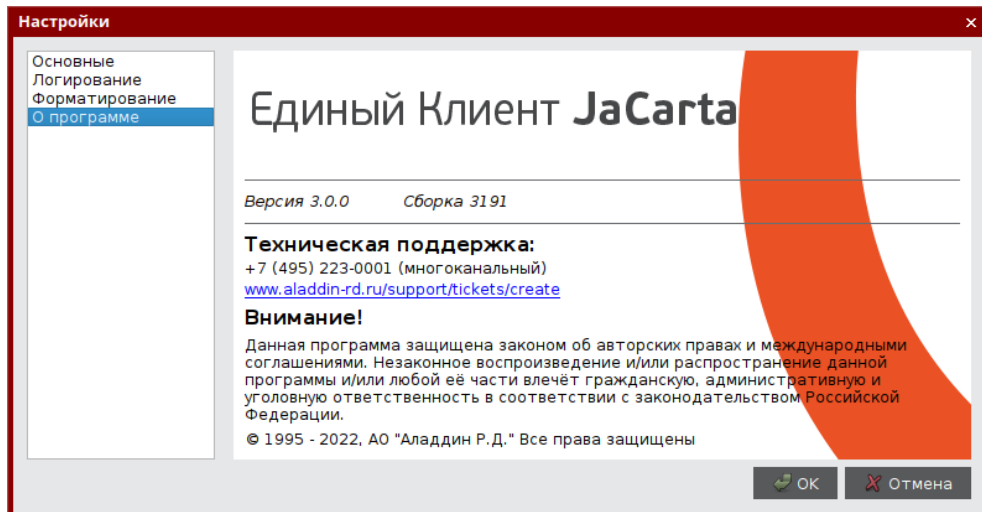 Настройки
Основные
Логирование
Форматирование
О программе
Единый Клиент JaCarta
Версия 3.0.0 Сборка 3191
Техническая поддержка:
+7 (495) 223-0001 (многоканальный)
www.aladdin-rd.ru/support/tickets/create
Внимание!
Данная программа защищена законом об авторских правах и международными
соглашениями. Незаконное воспроизведение и/или распространение данной
программы и/или любой её части влечёт гражданскую, административную и
уголовную ответственность в соответствии с законодательством Российской
Федерации.
© 1995 - 2022, АО "Аладдин Р.Д." Все права защищены
OK
Отмена